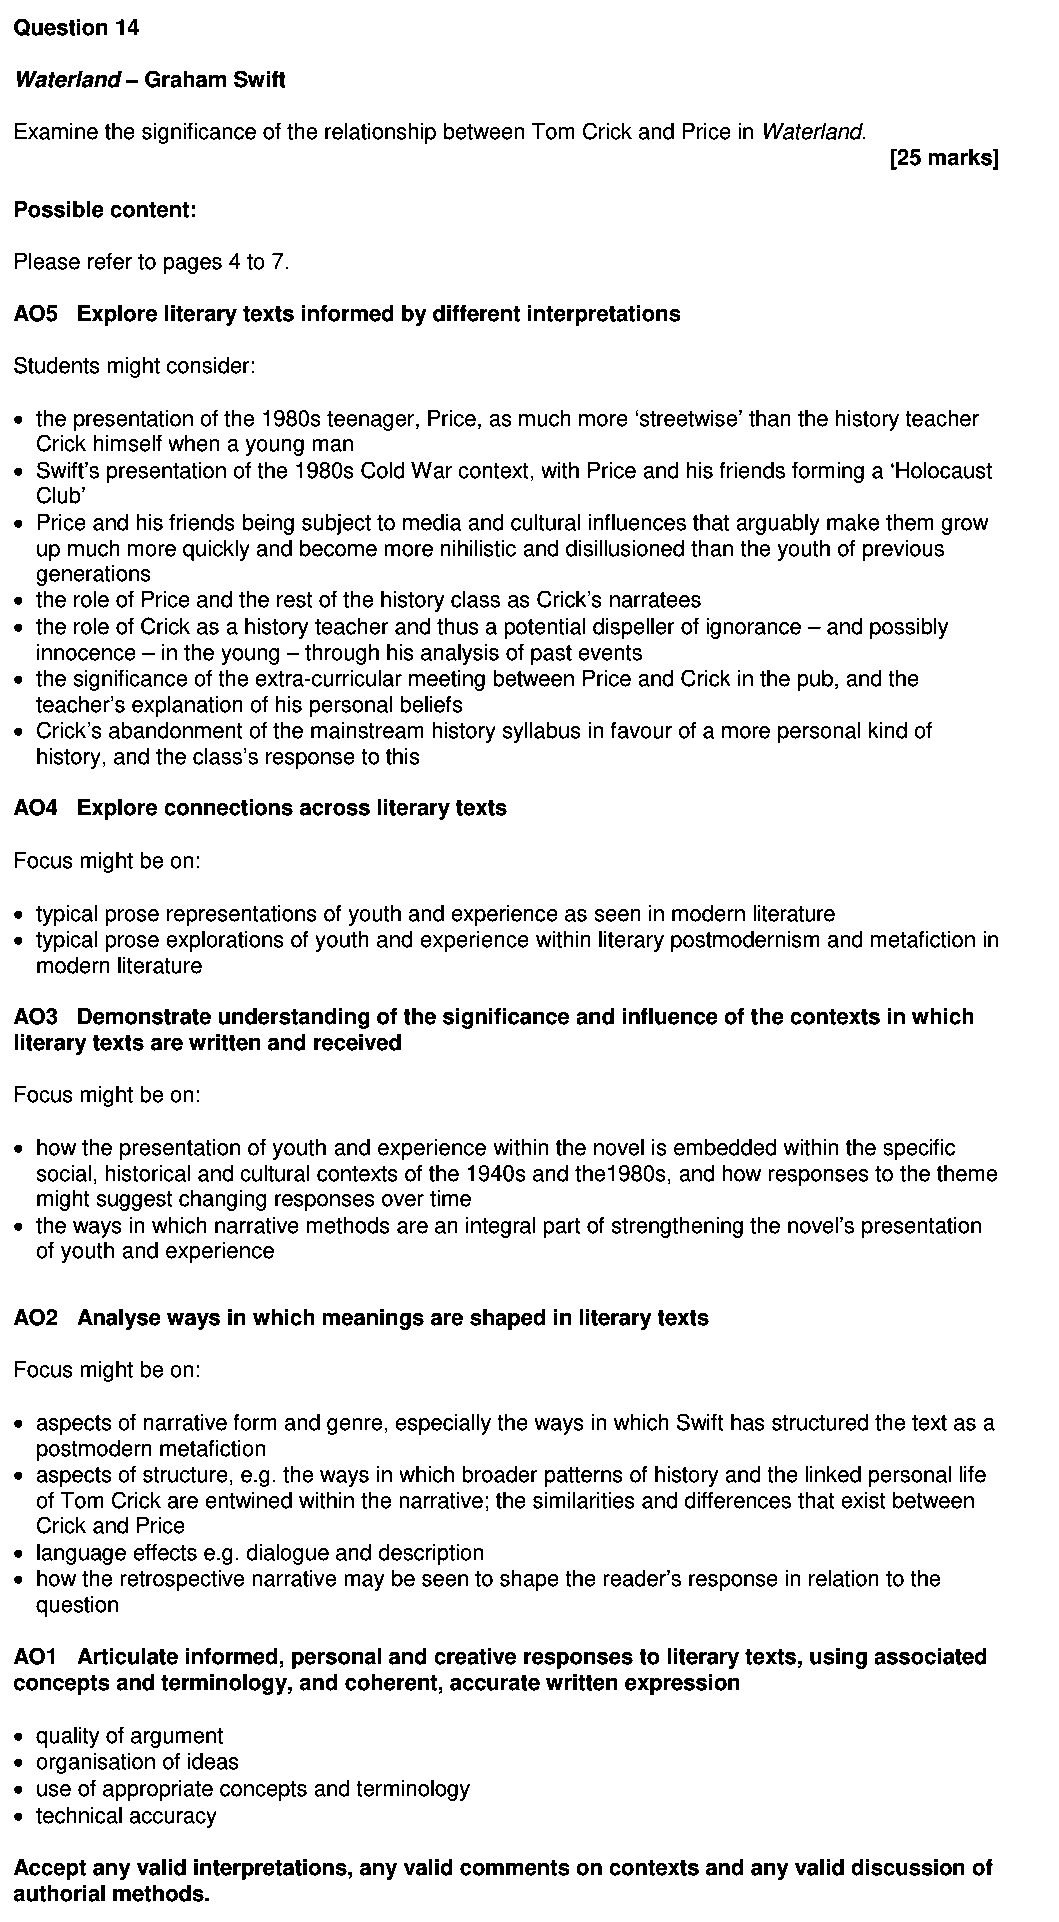 Question 14
Waterland – Graham Swift
Examine the significance of the relationship between Tom Crick and Price in Waterland.
[25 marks]
Possible content:
Please refer to pages 4 to 7.
AO5 Explore literary texts informed by different interpretations
Students might consider:
• the presentation of the 1980s teenager, Price, as much more ‘streetwise’ than the history teacher
Crick himself when a young man
• Swift’s presentation of the 1980s Cold War context, with Price and his friends forming a ‘Holocaust
Club’
• Price and his friends being subject to media and cultural influences that arguably make them grow
up much more quickly and become more nihilistic and disillusioned than the youth of previous
generations
• the role of Price and the rest of the history class as Crick’s narratees
• the role of Crick as a history teacher and thus a potential dispeller of ignorance – and possibly
innocence – in the young – through his analysis of past events
• the significance of the extra-curricular meeting between Price and Crick in the pub, and the
teacher’s explanation of his personal beliefs
• Crick’s abandonment of the mainstream history syllabus in favour of a more personal kind of
history, and the class’s response to this
AO4 Explore connections across literary texts
Focus might be on:
• typical prose representations of youth and experience as seen in modern literature
• typical prose explorations of youth and experience within literary postmodernism and metafiction in
modern literature
AO3 Demonstrate understanding of the significance and influence of the contexts in which
literary texts are written and received
Focus might be on:
• how the presentation of youth and experience within the novel is embedded within the specific
social, historical and cultural contexts of the 1940s and the1980s, and how responses to the theme
might suggest changing responses over time
• the ways in which narrative methods are an integral part of strengthening the novel’s presentation
of youth and experience
AO2 Analyse ways in which meanings are shaped in literary texts
Focus might be on:
• aspects of narrative form and genre, especially the ways in which Swift has structured the text as a
postmodern metafiction
• aspects of structure, e.g. the ways in which broader patterns of history and the linked personal life
of Tom Crick are entwined within the narrative; the similarities and differences that exist between
Crick and Price
• language effects e.g. dialogue and description
• how the retrospective narrative may be seen to shape the reader’s response in relation to the
question
AO1 Articulate informed, personal and creative responses to literary texts, using associated
concepts and terminology, and coherent, accurate written expression
• quality of argument
• organisation of ideas
• use of appropriate concepts and terminology
• technical accuracy
Accept any valid interpretations, any valid comments on contexts and any valid discussion of
authorial methods.